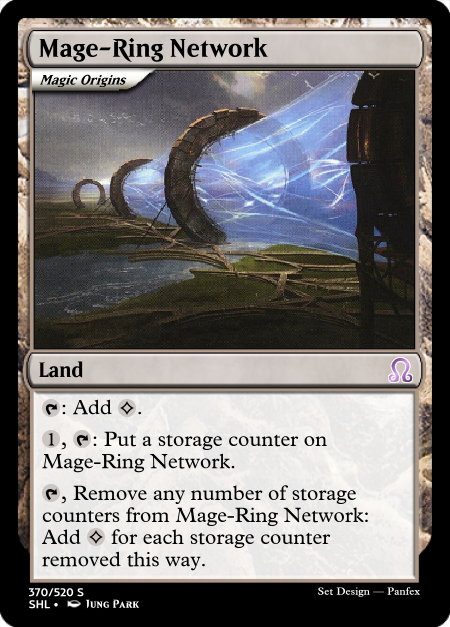 Mage-Ring Network
Magic Origins
Land
: Add .
1, : Put a storage counter on
Mage-Ring Network.
, Remove any number of storage
counters from Mage-Ring Network:
Add  for each storage counter
removed this way.
370/520 S
Set Design — Panfex
SHL • Jung Park